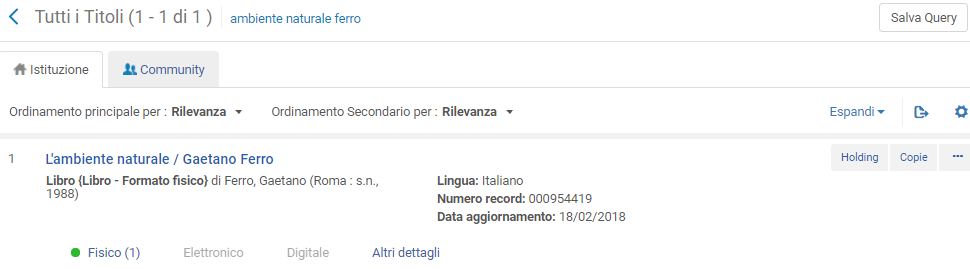 Tutti i Titoli (1 - 1 di 1 ) ambiente naturale ferro Salva Query
Istituzione Community
Ordinamento principale per : Rilevanza Ordinamento Secondario per : Rilevanza Espandi
1 L'ambiente naturale / Gaetano Ferro Holding Copie ...
Libro {Libro - Formato fisico} di Ferro, Gaetano (Roma : s.n.,
1988)
Lingua: Italiano
Numero record: 000954419
Data aggiornamento: 18/02/2018
Fisico (1) Elettronico Digitale Altri dettagli